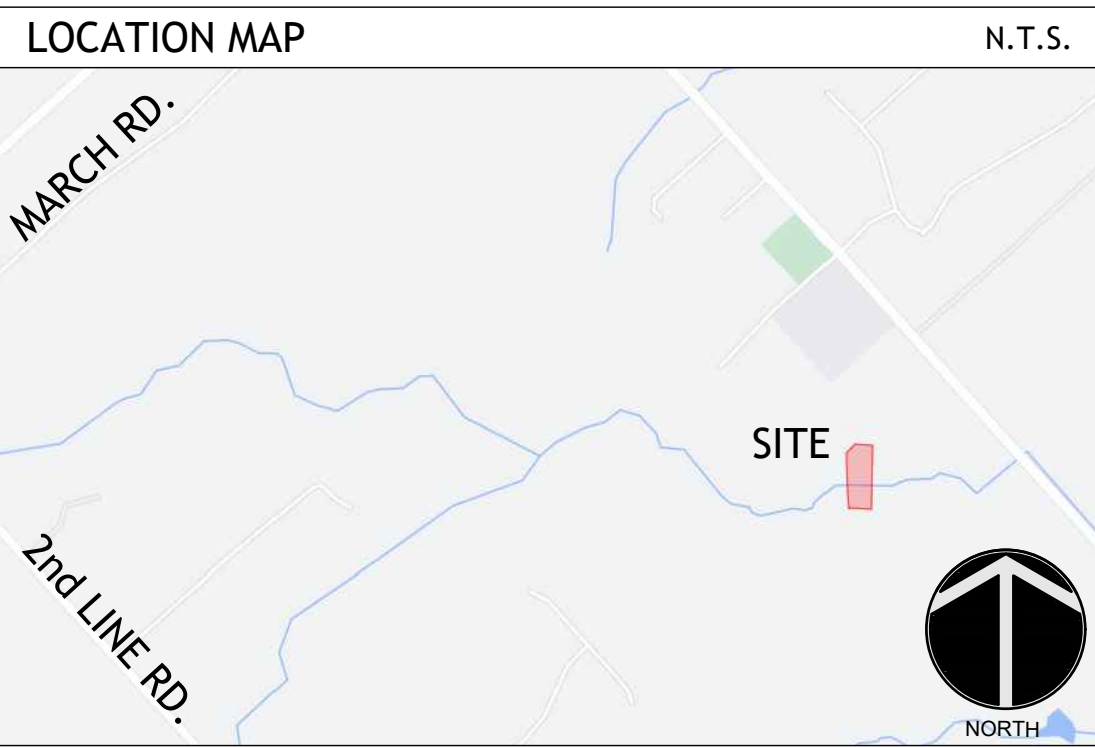 LOCATION MAP
N.T.S.
MARCH RD.
SITE
2nd LINE RD.
NORTH